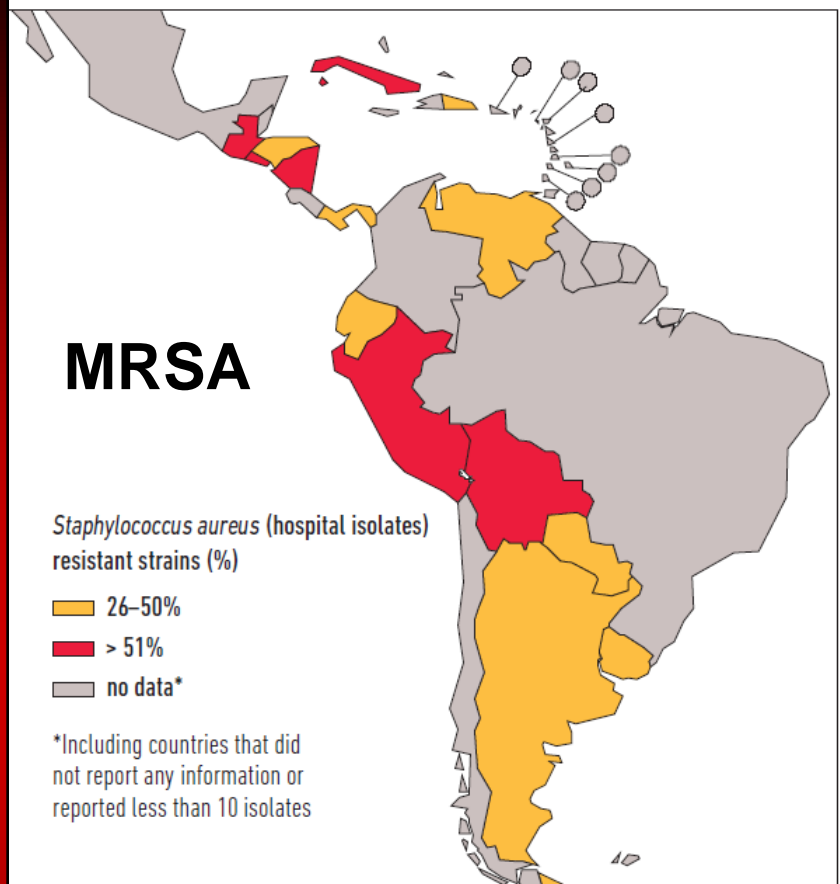 MRSA
Staphylococcus aureus (hospital isolates)
resistant strains (%)
26–50%
> 51%
no data*
*Including countries that did
not report any information or
reported less than 10 isolates